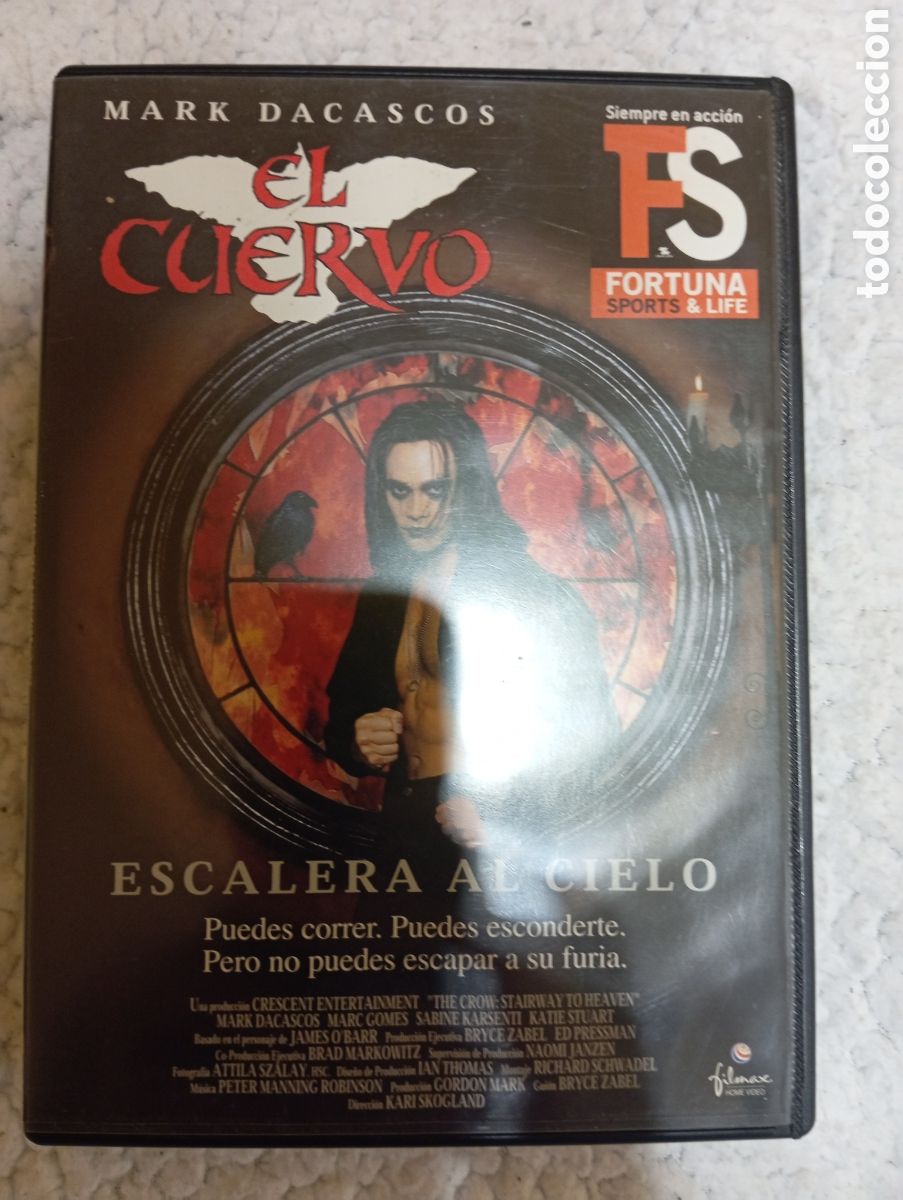 MARK DACASCOS
EL
CUERVO
Siempre en acción
FS
FORTUNA
SPORTS & LIFE
ESCALERA AL CIELO
Puedes correr. Puedes esconderte.
Pero no puedes escapar a su furia.
Una producción CRESCENT ENTERTAINMENT "THE CROW: STAIRWAY TO HEAVEN"
MARK DACASCOS MARC GOMES SABINE KARSENTI KATIE STUART
Basado en el personaje de JAMES O'BARR Producción Ejecutiva BRYCE ZABEL ED PRESSMAN
Co-Producción Ejecutiva BRAD MARKOWITZ Supervisión de Producción NAOMI JANZEN
Fotografía ATTILA SZALAY, HSC. Diseño de Producción IAN THOMAS Montaje RICHARD SCHWADEL
Música PETER MANNING ROBINSON Producción GORDON MARK Guión BRYCE ZABEL
Dirección KARI SKOGLAND
filmax
HOME VIDEO
todocoleccion